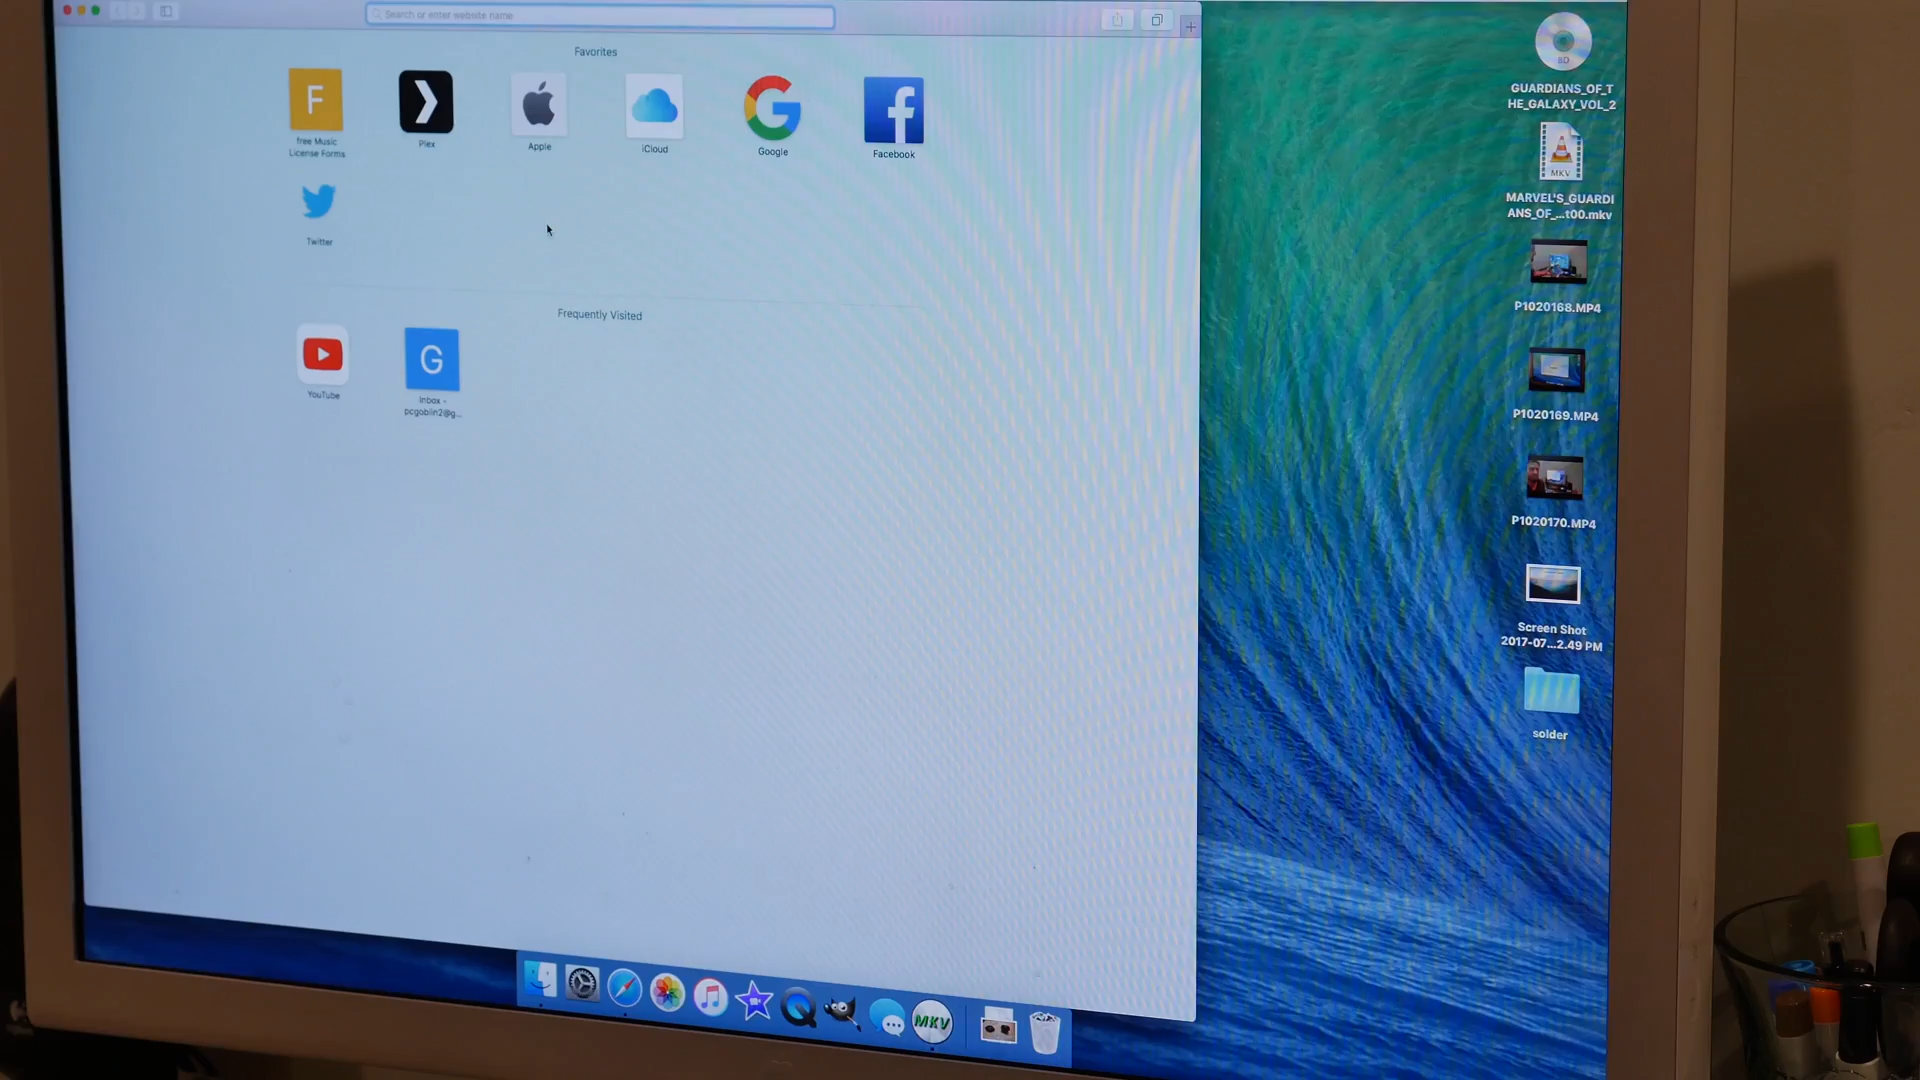 Search or enter website name
Favorites
F
free Music
License Forms
Plex
Apple
iCloud
Google
Facebook
Twitter
Frequently Visited
YouTube
G
Inbox -
pcgoblin2@g...
BD
GUARDIANS_OF_T
HE_GALAXY_VOL_2
MKV
MARVEL'S_GUARDI
ANS_OF_...t00.mkv
P1020168.MP4
P1020169.MP4
P1020170.MP4
Screen Shot
2017-07...2.49 PM
solder
MKV